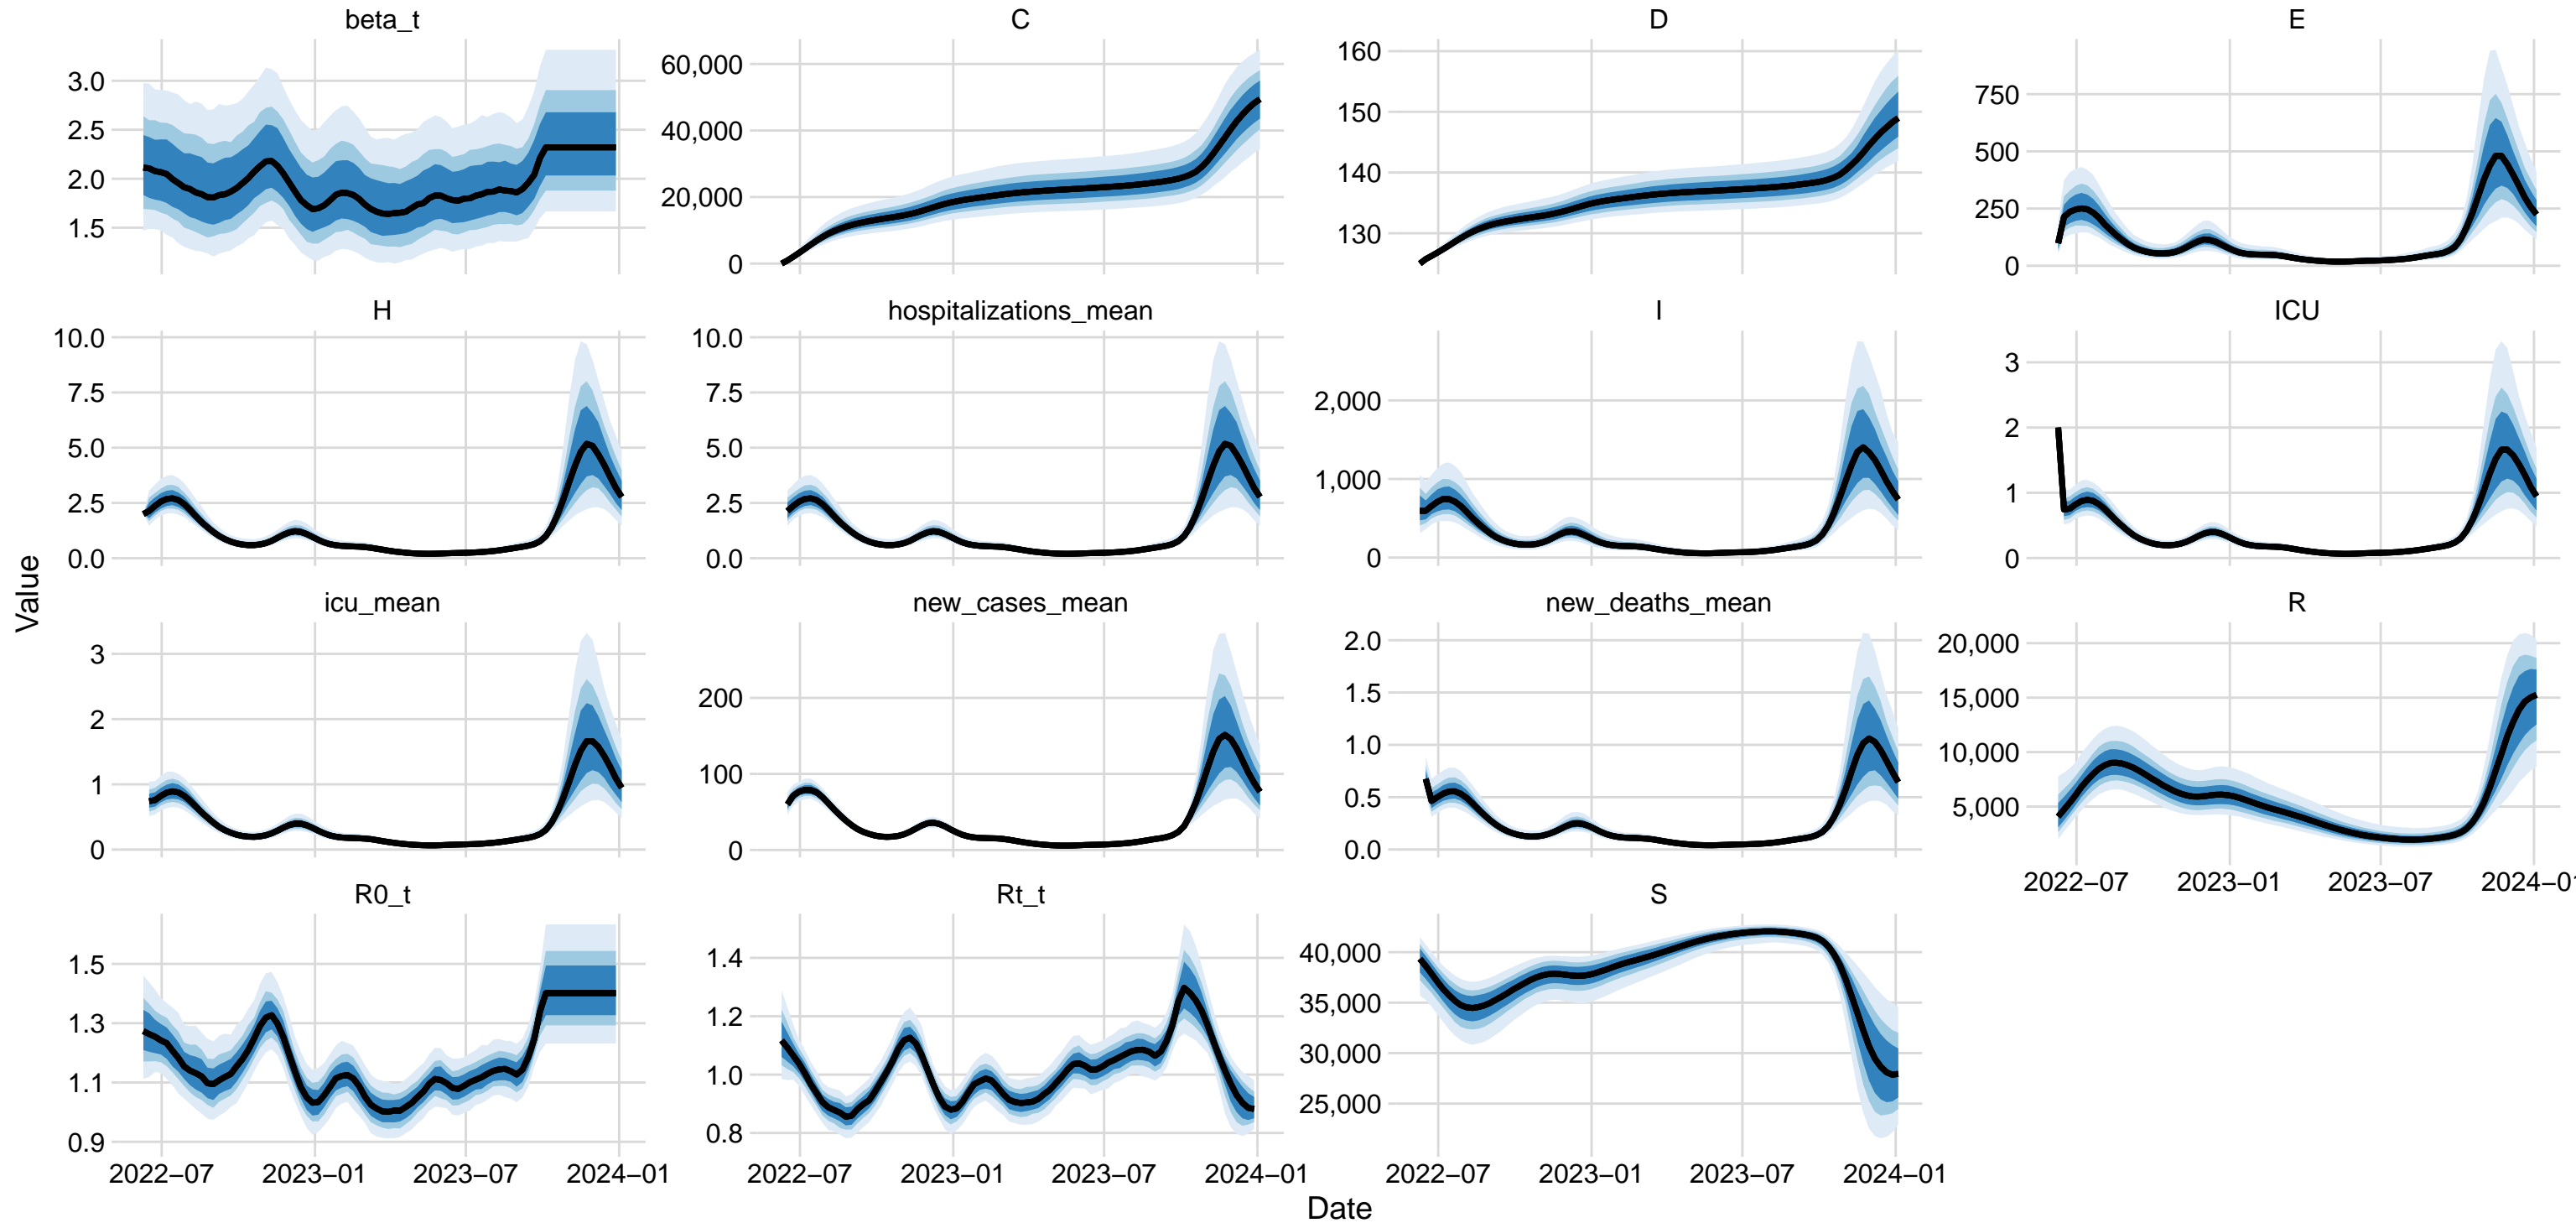 beta_t
C
D
E
3.0
2.5
2.0
1.5
60,000
40,000
20,000
0
160
150
140
130
750
500
250
0
H
hospitalizations_mean
I
ICU
10.0
7.5
5.0
2.5
0.0
10.0
7.5
5.0
2.5
0.0
2,000
1,000
0
3
2
1
0
icu_mean
new_cases_mean
new_deaths_mean
R
3
2
1
0
200
100
0
2.0
1.5
1.0
0.5
0.0
20,000
15,000
10,000
5,000
2022−07 2023−01 2023−07 2024−01
R0_t
Rt_t
S
1.5
1.3
1.1
0.9
1.4
1.2
1.0
0.8
40,000
35,000
30,000
25,000
2022−07 2023−01 2023−07 2024−01
2022−07 2023−01 2023−07 2024−01
2022−07 2023−01 2023−07 2024−01
Value
Date